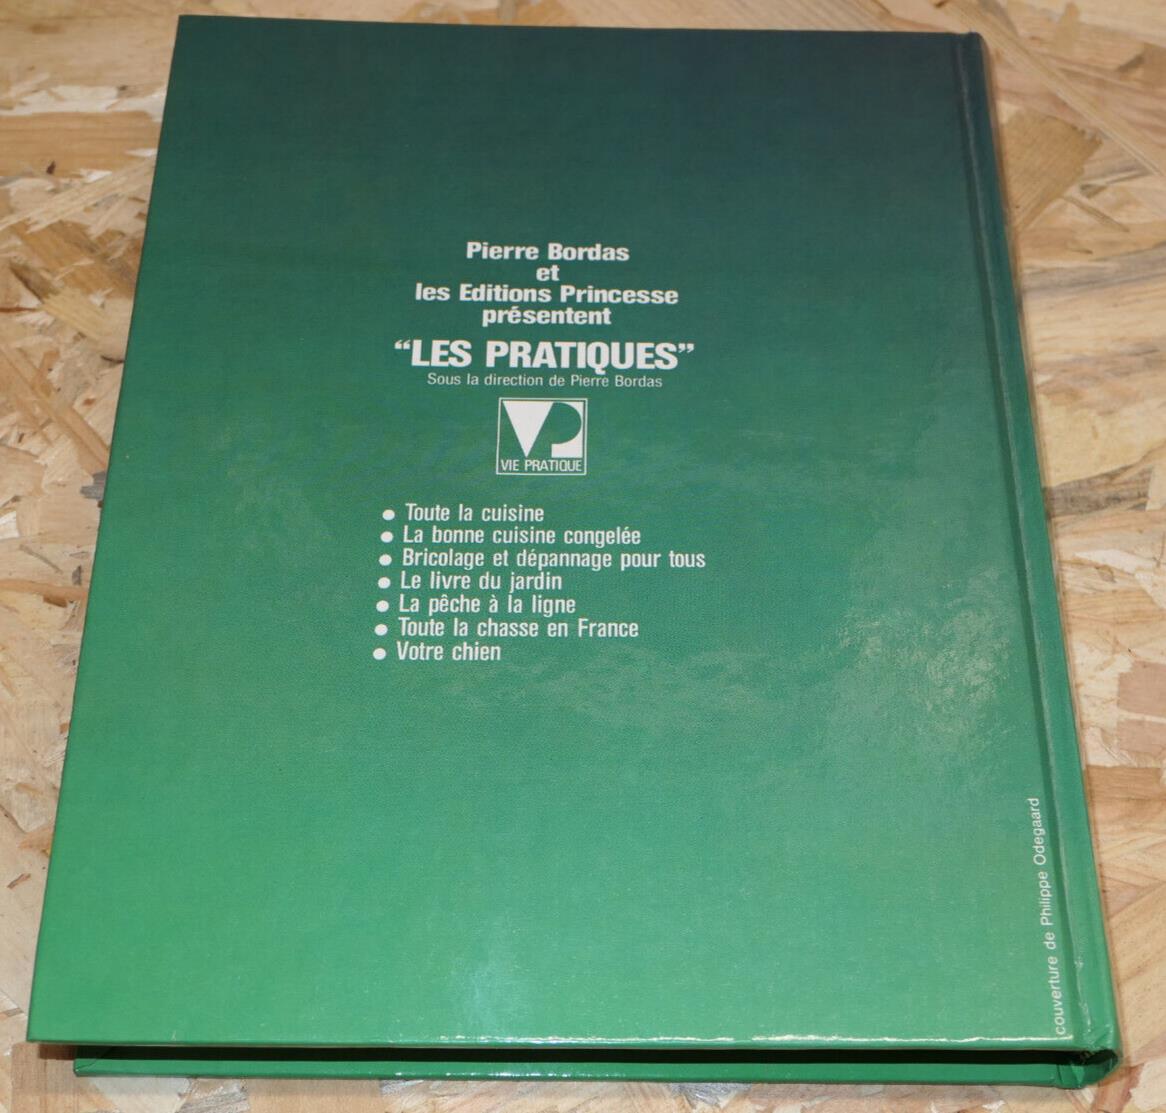 Pierre Bordas
et
les Editions Princesse
présentent
“LES PRATIQUES”
Sous la direction de Pierre Bordas
VP
VIE PRATIQUE
● Toute la cuisine
● La bonne cuisine congelée
● Bricolage et dépannage pour tous
● Le livre du jardin
● La pêche à la ligne
● Toute la chasse en France
● Votre chien
couverture de Philippe Odegaard